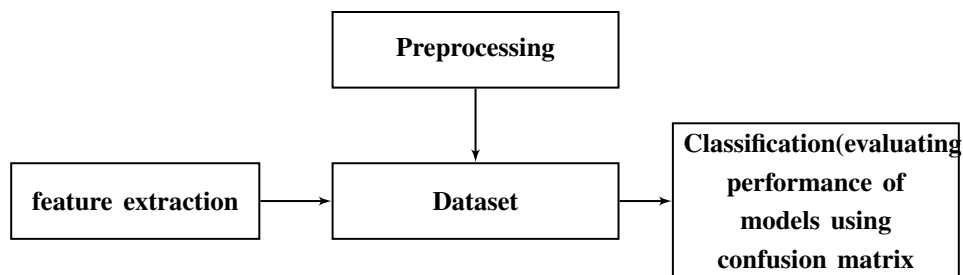 Preprocessing
feature extraction
Dataset
Classification(evaluating
performance of
models using
confusion matrix